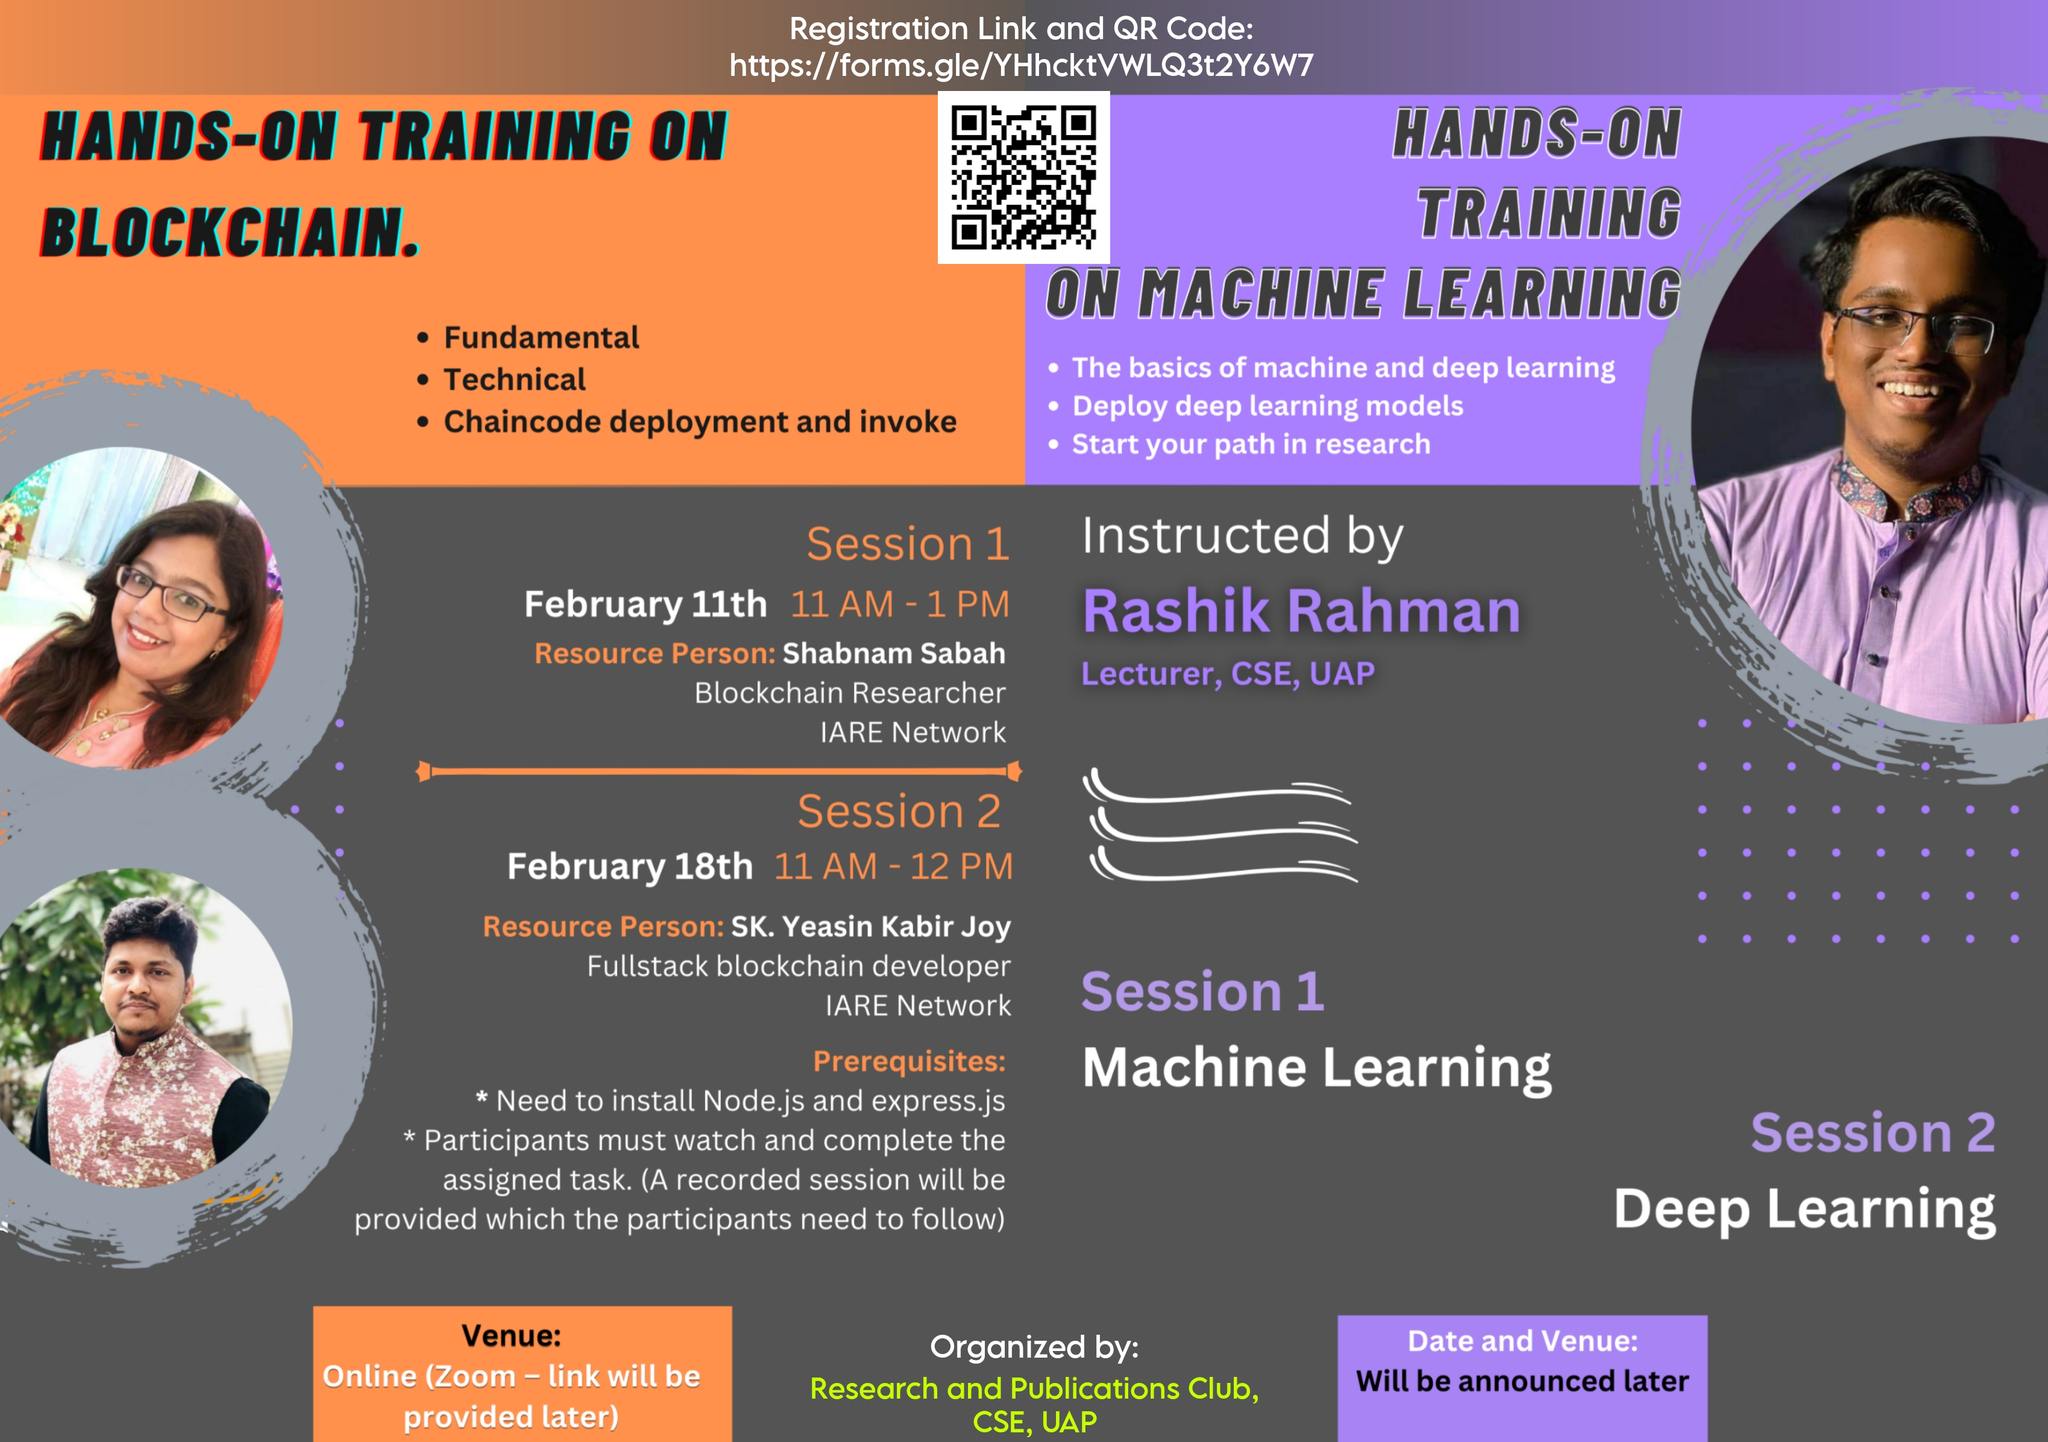 Registration Link and QR Code:
https://forms.gle/YHhcktVWLQ3t2Y6W7
HANDS-ON TRAINING ON
BLOCKCHAIN.
• Fundamental
• Technical
• Chaincode deployment and invoke
Session 1
February 11th 11 AM - 1 PM
Resource Person: Shabnam Sabah
Blockchain Researcher
IARE Network
Session 2
February 18th 11 AM - 12 PM
Resource Person: SK. Yeasin Kabir Joy
Fullstack blockchain developer
IARE Network
Prerequisites:
* Need to install Node.js and express.js
* Participants must watch and complete the
assigned task. (A recorded session will be
provided which the participants need to follow)
Venue:
Online (Zoom – link will be
provided later)
HANDS-ON
TRAINING
ON MACHINE LEARNING
• The basics of machine and deep learning
• Deploy deep learning models
• Start your path in research
Instructed by
Rashik Rahman
Lecturer, CSE, UAP
Session 1
Machine Learning
Session 2
Deep Learning
Organized by:
Research and Publications Club,
CSE, UAP
Date and Venue:
Will be announced later